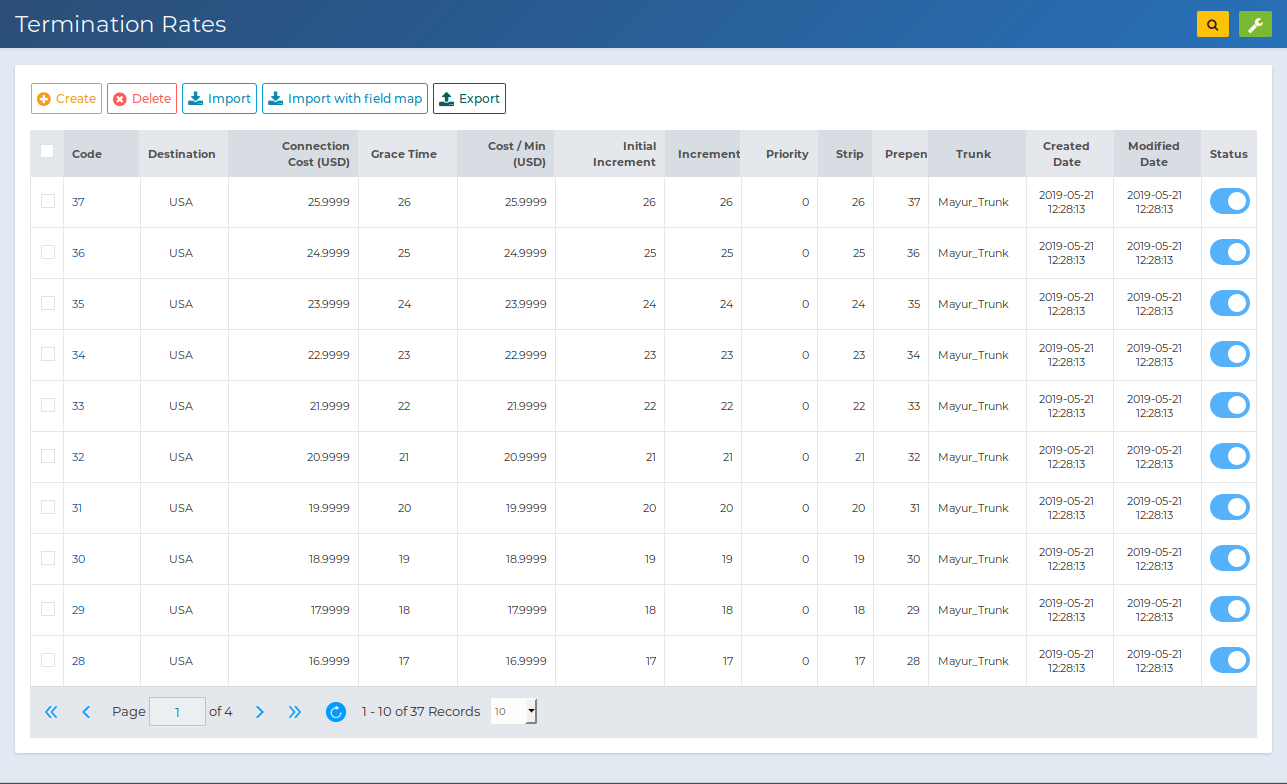 Termination Rates
Create Delete Import Import with field map Export
Code Destination Connection Cost (USD) Grace Time Cost / Min (USD) Initial Increment Increment Priority Strip Prepen Trunk Created Date Modified Date Status
37 USA 25.9999 26 25.9999 26 26 0 26 37 Mayur_Trunk 2019-05-21 12:28:13 2019-05-21 12:28:13
36 USA 24.9999 25 24.9999 25 25 0 25 36 Mayur_Trunk 2019-05-21 12:28:13 2019-05-21 12:28:13
35 USA 23.9999 24 23.9999 24 24 0 24 35 Mayur_Trunk 2019-05-21 12:28:13 2019-05-21 12:28:13
34 USA 22.9999 23 22.9999 23 23 0 23 34 Mayur_Trunk 2019-05-21 12:28:13 2019-05-21 12:28:13
33 USA 21.9999 22 21.9999 22 22 0 22 33 Mayur_Trunk 2019-05-21 12:28:13 2019-05-21 12:28:13
32 USA 20.9999 21 20.9999 21 21 0 21 32 Mayur_Trunk 2019-05-21 12:28:13 2019-05-21 12:28:13
31 USA 19.9999 20 19.9999 20 20 0 20 31 Mayur_Trunk 2019-05-21 12:28:13 2019-05-21 12:28:13
30 USA 18.9999 19 18.9999 19 19 0 19 30 Mayur_Trunk 2019-05-21 12:28:13 2019-05-21 12:28:13
29 USA 17.9999 18 17.9999 18 18 0 18 29 Mayur_Trunk 2019-05-21 12:28:13 2019-05-21 12:28:13
28 USA 16.9999 17 16.9999 17 17 0 17 28 Mayur_Trunk 2019-05-21 12:28:13 2019-05-21 12:28:13
Page 1 of 4 1 - 10 of 37 Records 10